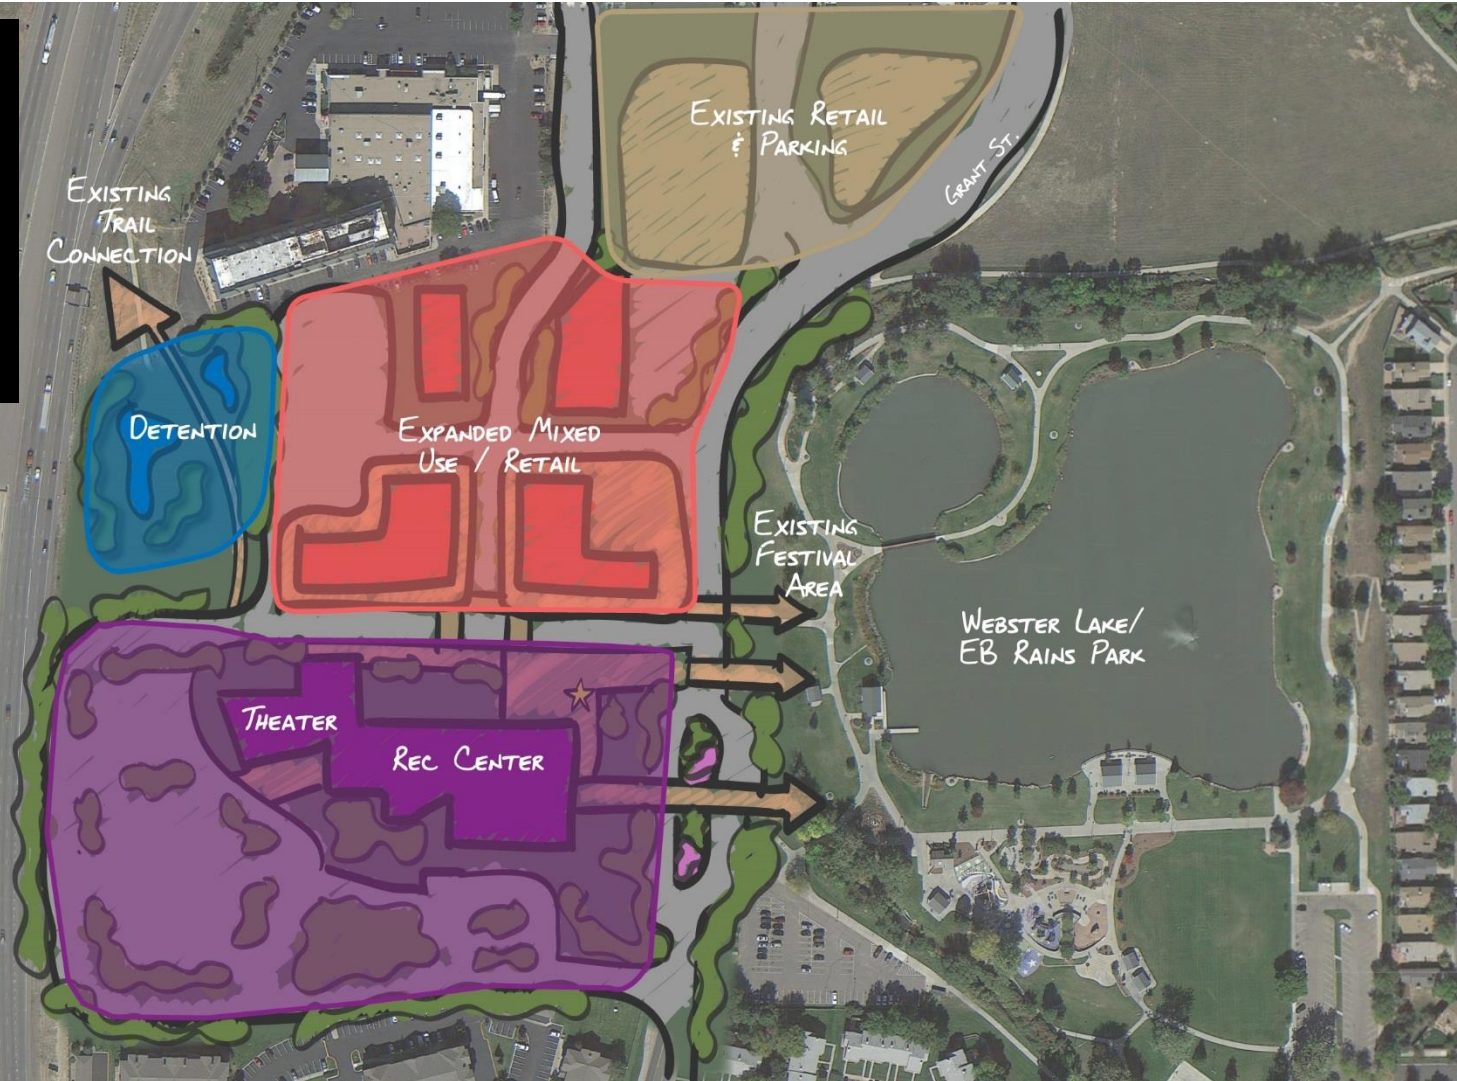 EXISTING RETAIL
& PARKING
GRANT ST.
EXISTING
TRAIL
CONNECTION
DETENTION
EXPANDED MIXED
USE / RETAIL
EXISTING
FESTIVAL
AREA
WEBSTER LAKE/
EB RAINS PARK
THEATER
REC CENTER